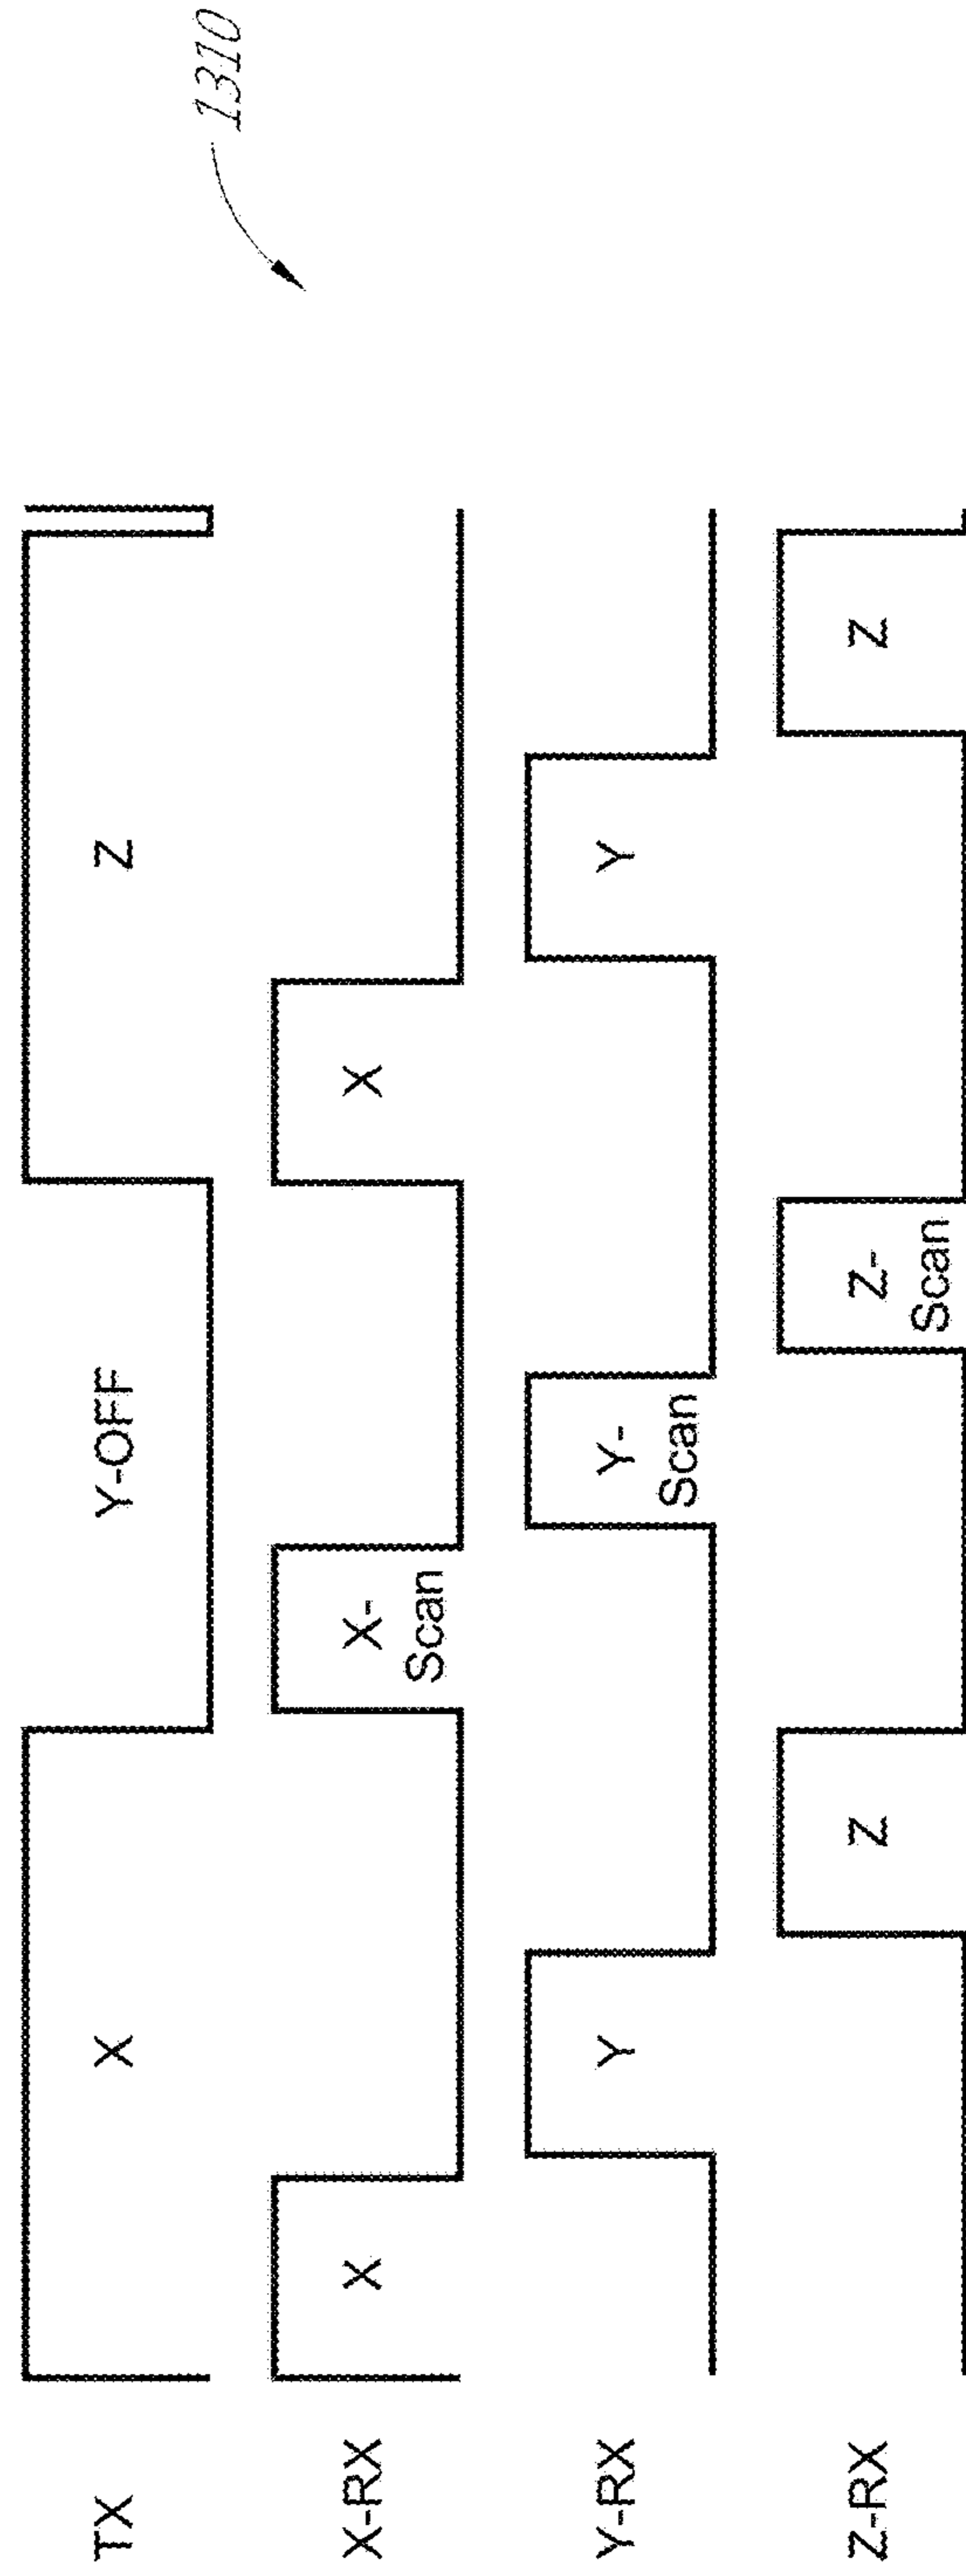 1310
TX
X
Y-OFF
Z
X-RX
X
X-
Scan
X
Y-RX
Y
Y-
Scan
Y
Z-RX
Z
Z-
Scan
Z